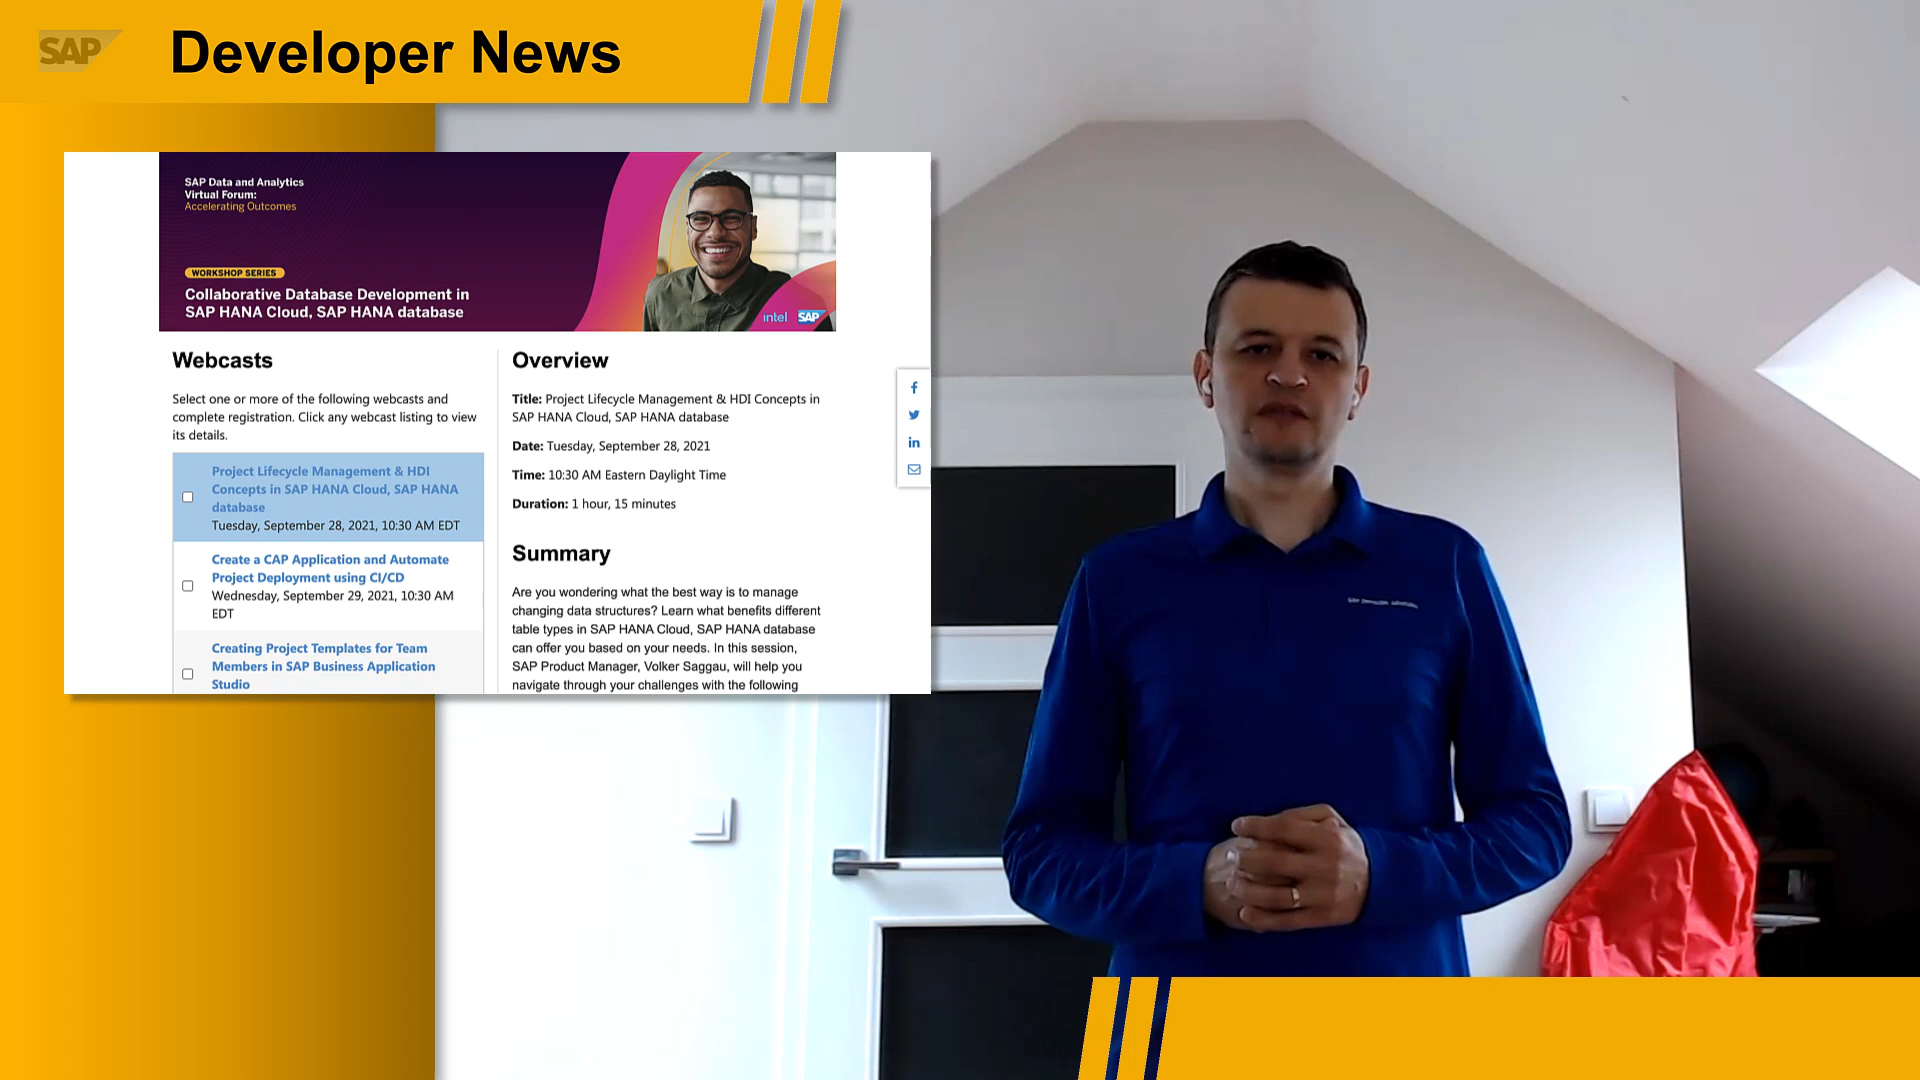 SAP
Developer News
SAP Data and Analytics
Virtual Forum:
Accelerating Outcomes
WORKSHOP SERIES
Collaborative Database Development in
SAP HANA Cloud, SAP HANA database
intel
SAP
Webcasts
Select one or more of the following webcasts and
complete registration. Click any webcast listing to view
its details.
Project Lifecycle Management & HDI
Concepts in SAP HANA Cloud, SAP HANA
database
Tuesday, September 28, 2021, 10:30 AM EDT
Create a CAP Application and Automate
Project Deployment using CI/CD
Wednesday, September 29, 2021, 10:30 AM
EDT
Creating Project Templates for Team
Members in SAP Business Application
Studio
Overview
Title: Project Lifecycle Management & HDI Concepts in
SAP HANA Cloud, SAP HANA database
Date: Tuesday, September 28, 2021
Time: 10:30 AM Eastern Daylight Time
Duration: 1 hour, 15 minutes
Summary
Are you wondering what the best way is to manage
changing data structures? Learn what benefits different
table types in SAP HANA Cloud, SAP HANA database
can offer you based on your needs. In this session,
SAP Product Manager, Volker Saggau, will help you
navigate through your challenges with the following